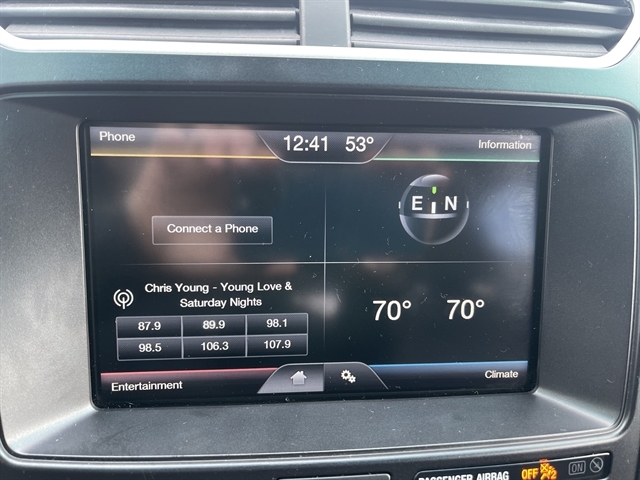 Phone
12:41 53°
Information
E N
Connect a Phone
Chris Young - Young Love &
Saturday Nights
87.9 89.9 98.1
98.5 106.3 107.9
70° 70°
Entertainment
Climate
PASSENGER AIRBAG OFF 2 ON